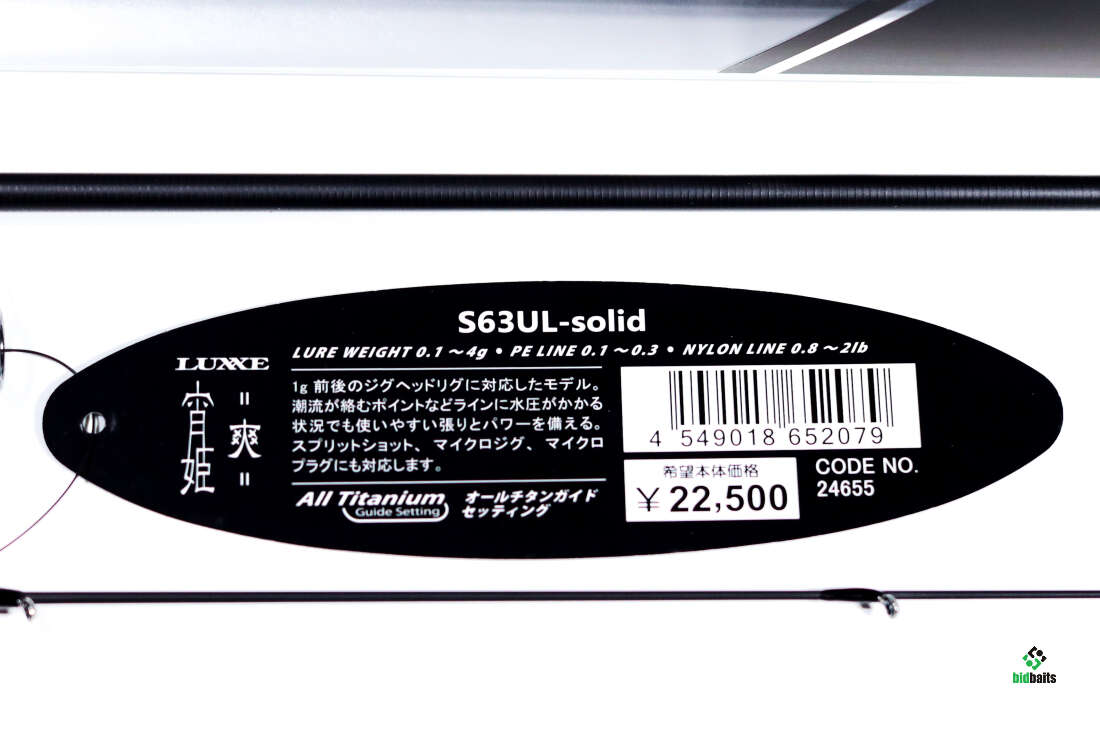 S63UL-solid
LURE WEIGHT 0.1～4g • PE LINE 0.1～0.3 • NYLON LINE 0.8～2lb
LUXXE
宵姫
＝爽＝
1g 前後のジグヘッドリグに対応したモデル。
潮流が絡むポイントなどラインに水圧がかかる
状況でも使いやすい張りとパワーを備える。
スプリットショット、マイクロジグ、マイクロ
プラグにも対応します。
All Titanium
Guide Setting
オールチタンガイド
セッティング
4 549018 652079
希望本体価格
￥22,500
CODE NO.
24655
bidbaits